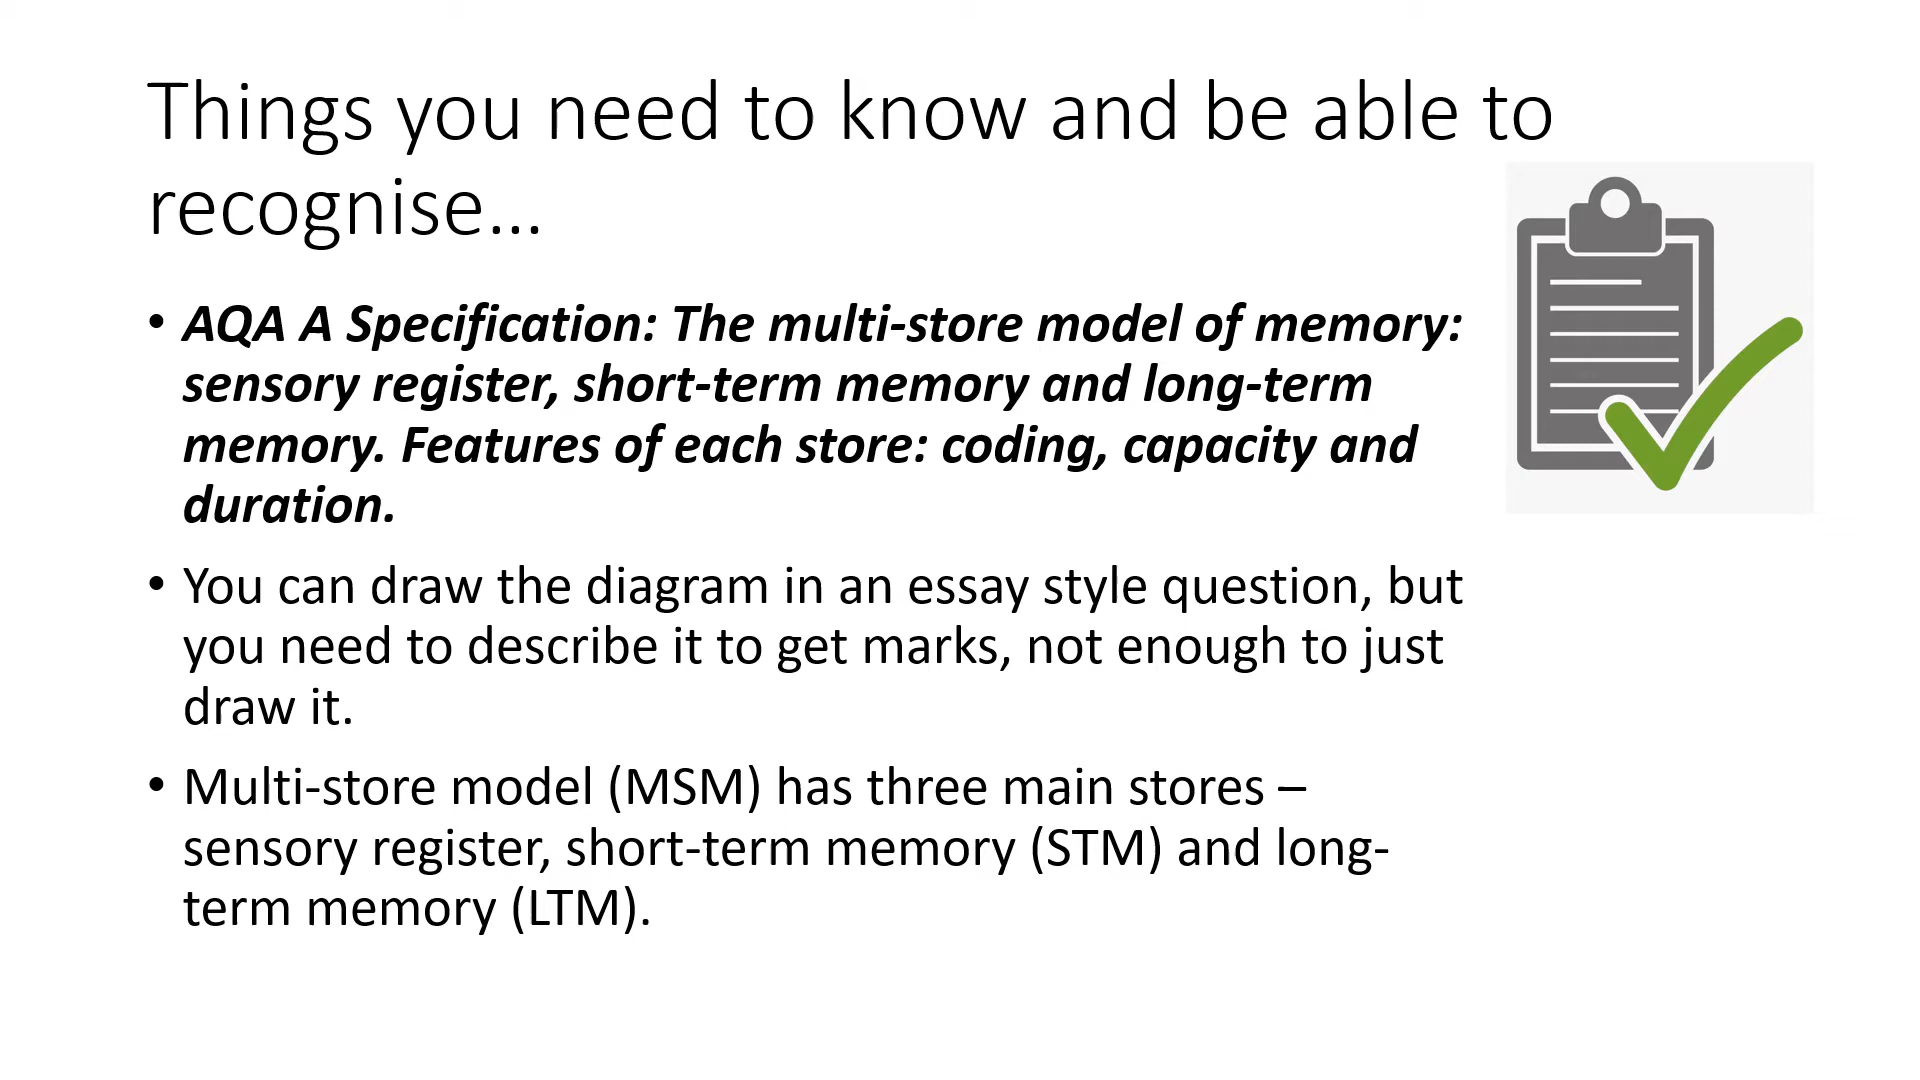 Things you need to know and be able to
recognise…
• AQA A Specification: The multi-store model of memory:
sensory register, short-term memory and long-term
memory. Features of each store: coding, capacity and
duration.
• You can draw the diagram in an essay style question, but
you need to describe it to get marks, not enough to just
draw it.
• Multi-store model (MSM) has three main stores –
sensory register, short-term memory (STM) and long-
term memory (LTM).